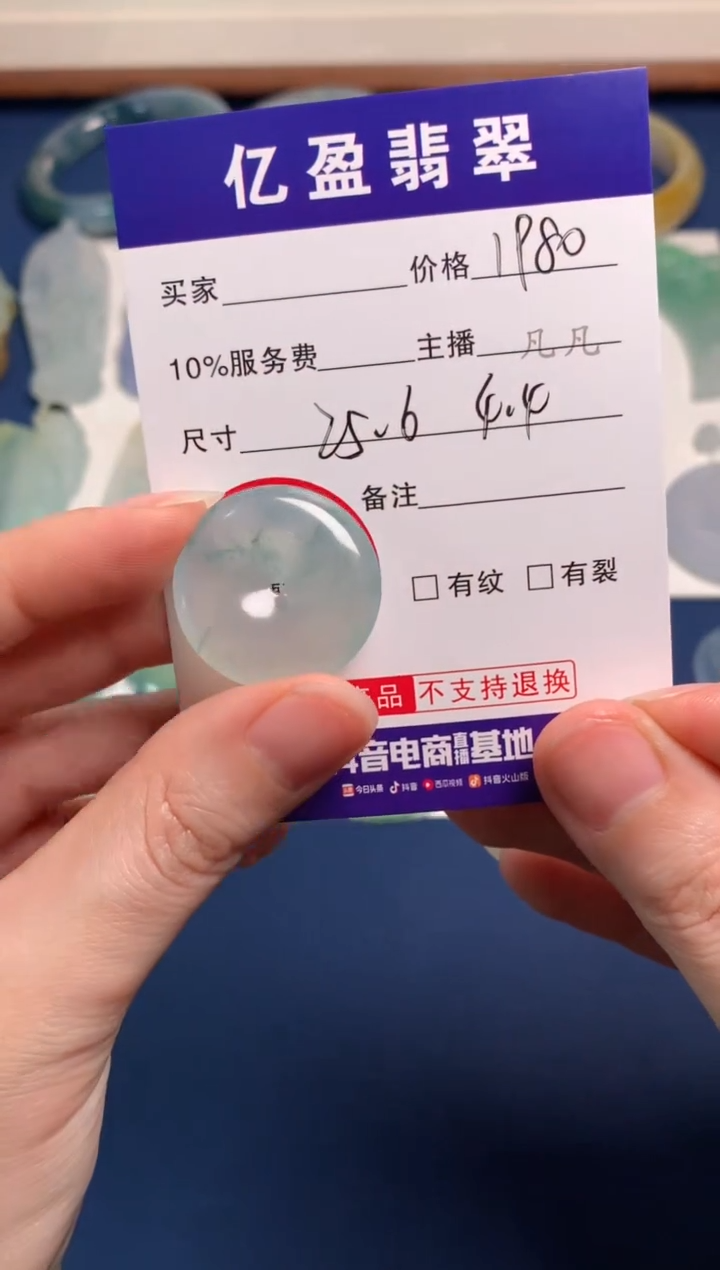 亿盈翡翠
买家 价格 1980
10%服务费 主播 凡凡
尺寸 25.6 4.4
备注
有纹 有裂
品 不支持退换
音电商直播基地
今日头条 抖音 西瓜视频 抖音火山版